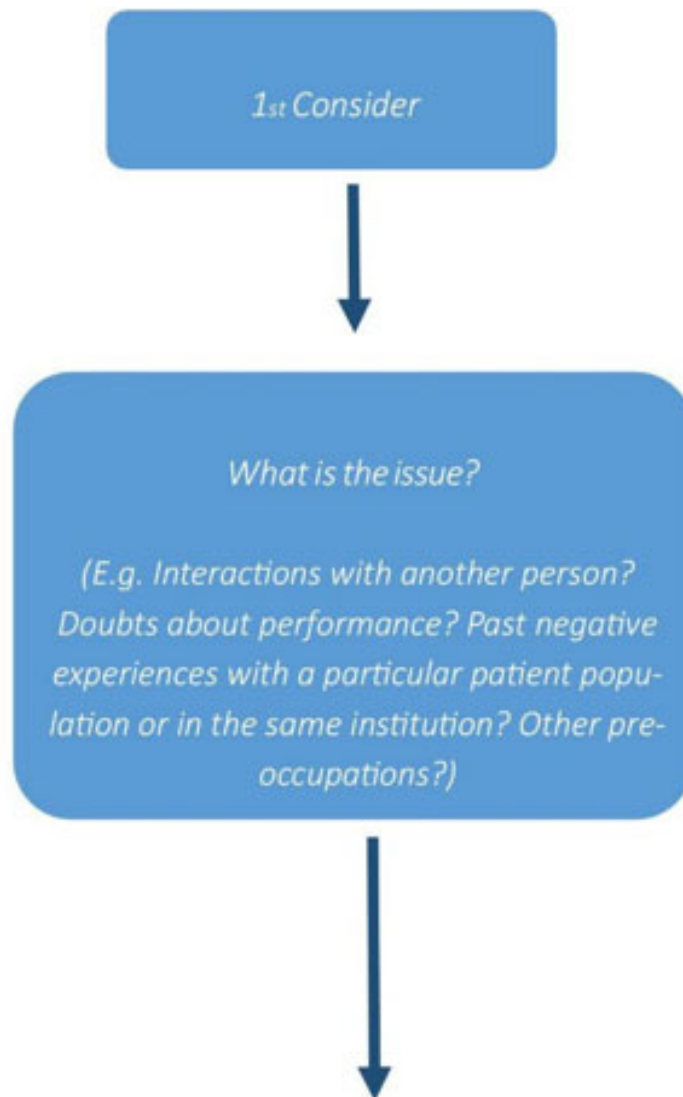 1st Consider
What is the issue?
(E.g. Interactions with another person?
Doubts about performance? Past negative
experiences with a particular patient popu-
lation or in the same institution? Other pre-
occupations?)